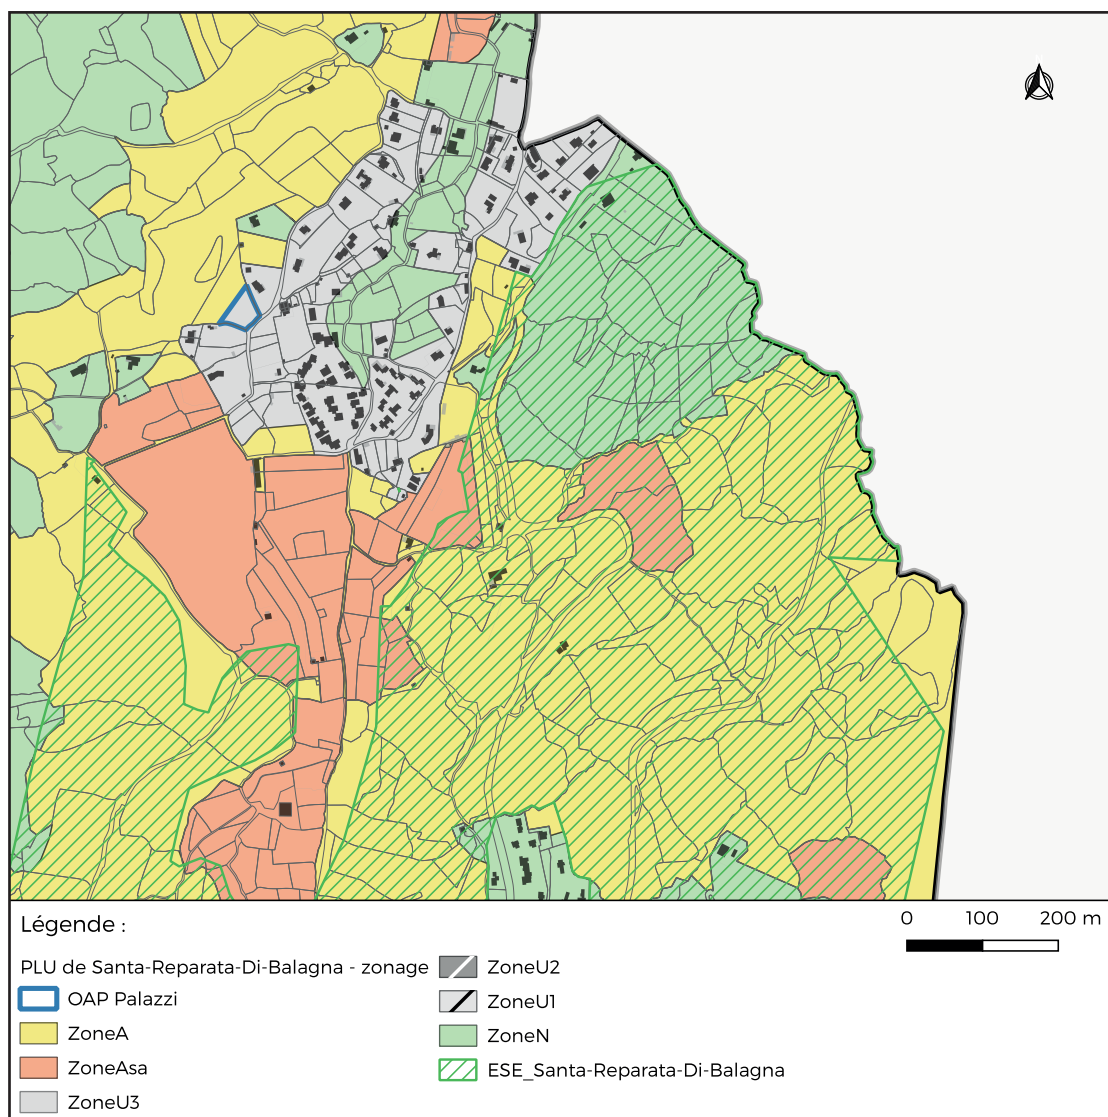 Légende :
0 100 200 m
PLU de Santa-Reparata-Di-Balagna - zonage
OAP Palazzi
ZoneA
ZoneAsa
ZoneU3
ZoneU2
ZoneU1
ZoneN
ESE_Santa-Reparata-Di-Balagna